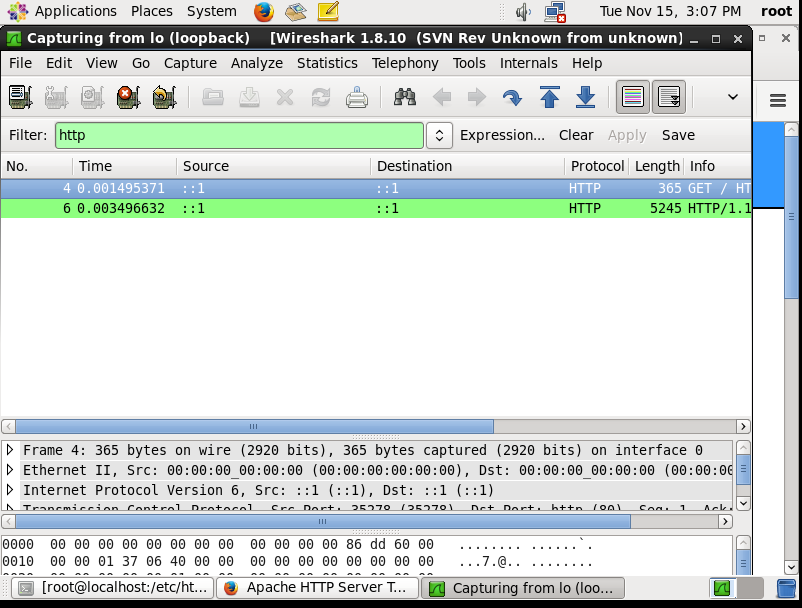 Applications Places System Tue Nov 15, 3:07 PM root
Capturing from lo (loopback) [Wireshark 1.8.10 (SVN Rev Unknown from unknown)
File Edit View Go Capture Analyze Statistics Telephony Tools Internals Help
Filter: http Expression... Clear Apply Save
No. Time Source Destination Protocol Length Info
4 0.001495371 ::1 ::1 HTTP 365 GET / HT
6 0.003496632 ::1 ::1 HTTP 5245 HTTP/1.1
Frame 4: 365 bytes on wire (2920 bits), 365 bytes captured (2920 bits) on interface 0
Ethernet II, Src: 00:00:00_00:00:00 (00:00:00:00:00:00), Dst: 00:00:00_00:00:00 (00:00:00
Internet Protocol Version 6, Src: ::1 (::1), Dst: ::1 (::1)
Transmission Control Protocol, Src Port: 35278 (35278), Dst Port: http (80), Seq: 1, Ack:
0000 00 00 00 00 00 00 00 00 00 00 00 00 86 dd 60 00 ........ ......`.
0010 00 00 01 37 06 40 00 00 00 00 00 00 00 00 00 00 ...7.@.. ........
[root@localhost:/etc/ht... Apache HTTP Server T... Capturing from lo (loo...